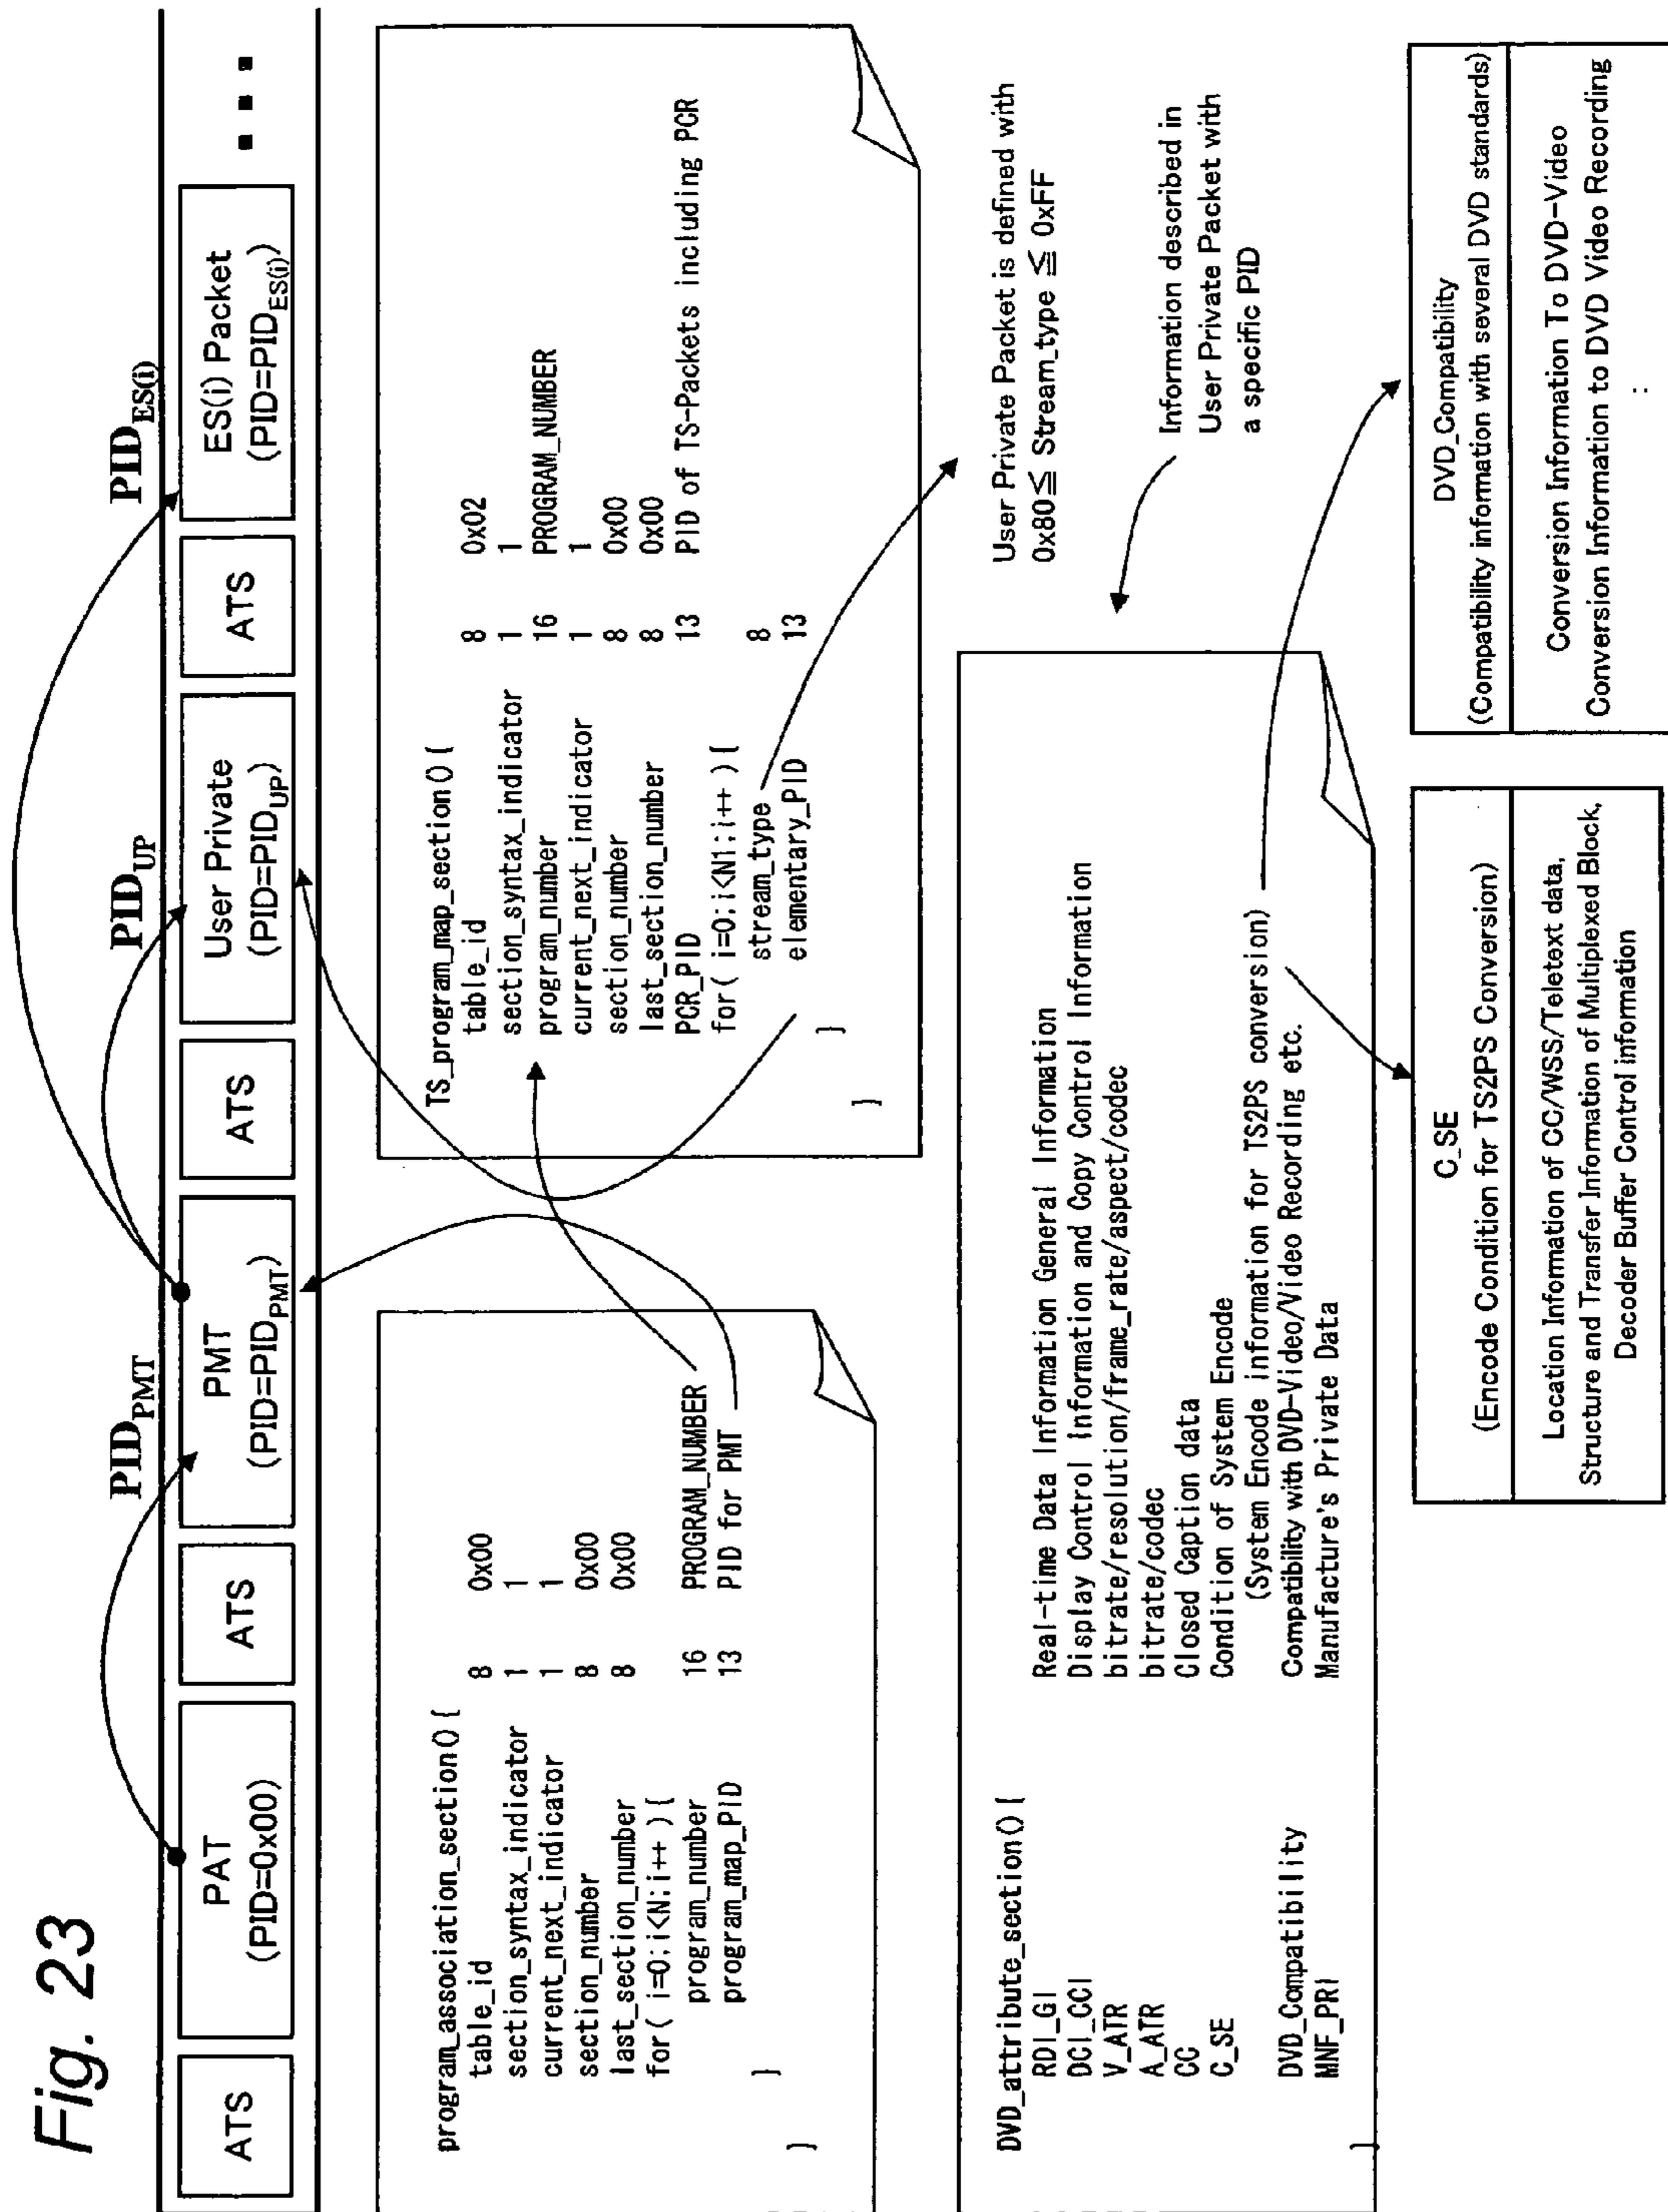 Fig. 23
PID_PMT
PID_UP
PID_ES(i)
ATS
PAT
(PID=0x00)
ATS
PMT
(PID=PID_PMT)
ATS
User Private
(PID=PID_UP)
ATS
ES(i) Packet
(PID=PID_ES(i))
▪ ▪ ▪
program_association_section() {
table_id 8 0x00
section_syntax_indicator 1 1
current_next_indicator 1 1
section_number 8 0x00
last_section_number 8 0x00
for( i=0;i<N;i++ ) {
program_number 16 PROGRAM_NUMBER
program_map_PID 13 PID for PMT
}
}
TS_program_map_section() {
table_id 8 0x02
section_syntax_indicator 1 1
program_number 16 PROGRAM_NUMBER
current_next_indicator 1 1
section_number 8 0x00
last_section_number 8 0x00
PCR_PID 13 PID of TS-Packets including PCR
for( i=0;i<N1;i++ ) {
stream_type 8
elementary_PID 13
}
}
User Private Packet is defined with
0x80≦ Stream_type ≦ 0xFF
DVD_attribute_section() {
RDI_GI Real-time Data Information General Information
DCI_CCI Display Control Information and Copy Control Information
V_ATR bitrate/resolution/frame_rate/aspect/codec
A_ATR bitrate/codec
CC Closed Caption data
C_SE Condition of System Encode
(System Encode information for TS2PS conversion)
DVD_Compatibility Compatibility with DVD-Video/Video Recording etc.
MNF_PRI Manufacture's Private Data
}
Information described in
User Private Packet with
a specific PID
C_SE
(Encode Condition for TS2PS Conversion)
Location Information of CC/WSS/Teletext data,
Structure and Transfer Information of Multiplexed Block,
Decoder Buffer Control information
DVD_Compatibility
(Compatibility information with several DVD standards)
Conversion Information To DVD-Video
Conversion Information to DVD Video Recording
: